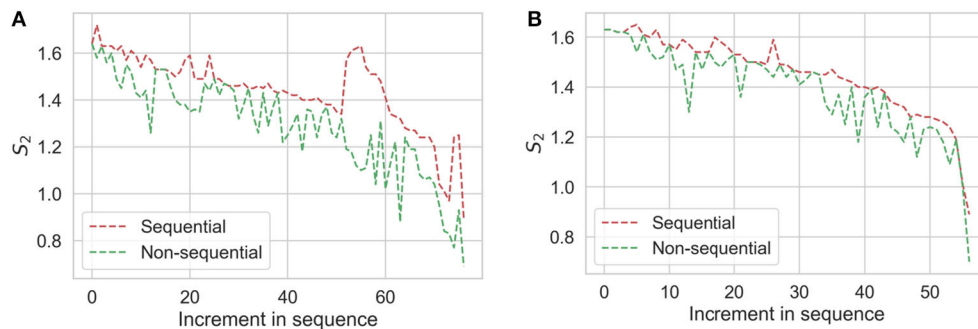 A
S2
1.6
1.4
1.2
1.0
0.8
Sequential
Non-sequential
0
20
40
60
Increment in sequence
B
S2
1.6
1.4
1.2
1.0
0.8
Sequential
Non-sequential
0
10
20
30
40
50
Increment in sequence